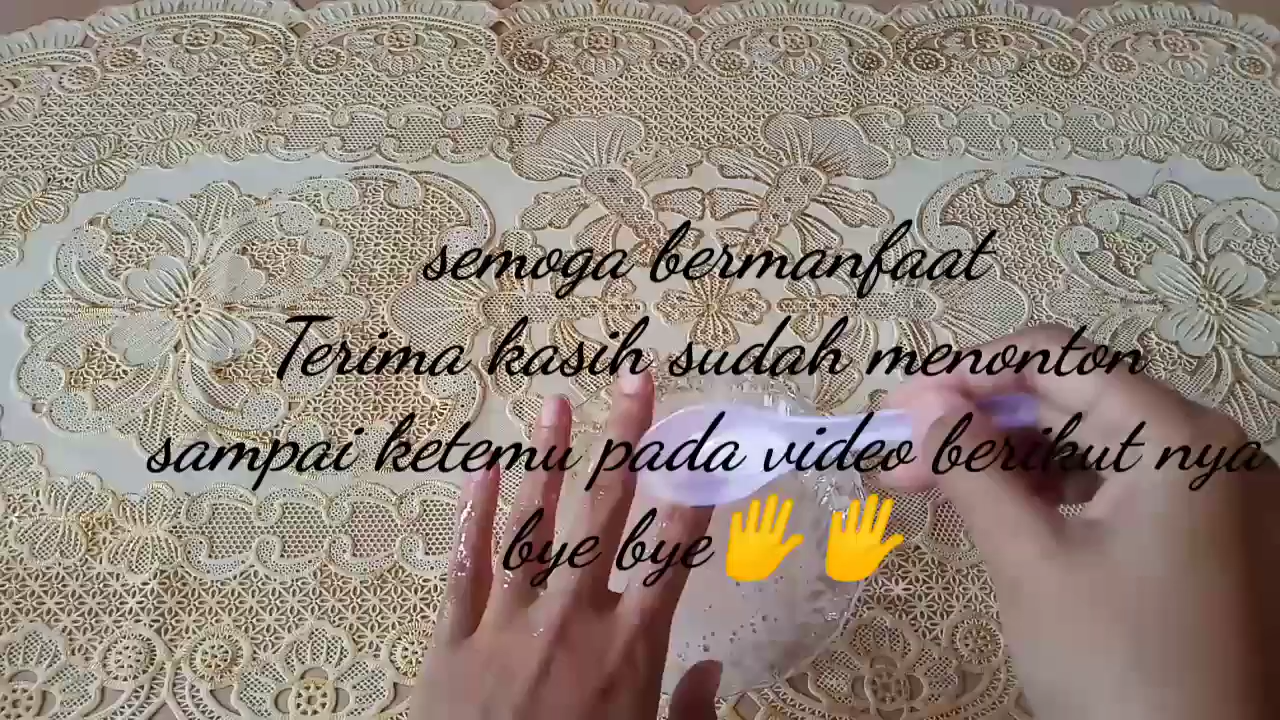 semoga bermanfaat
Terima kasih sudah menonton
sampai ketemu pada video berikut nya
bye bye🖐🖐